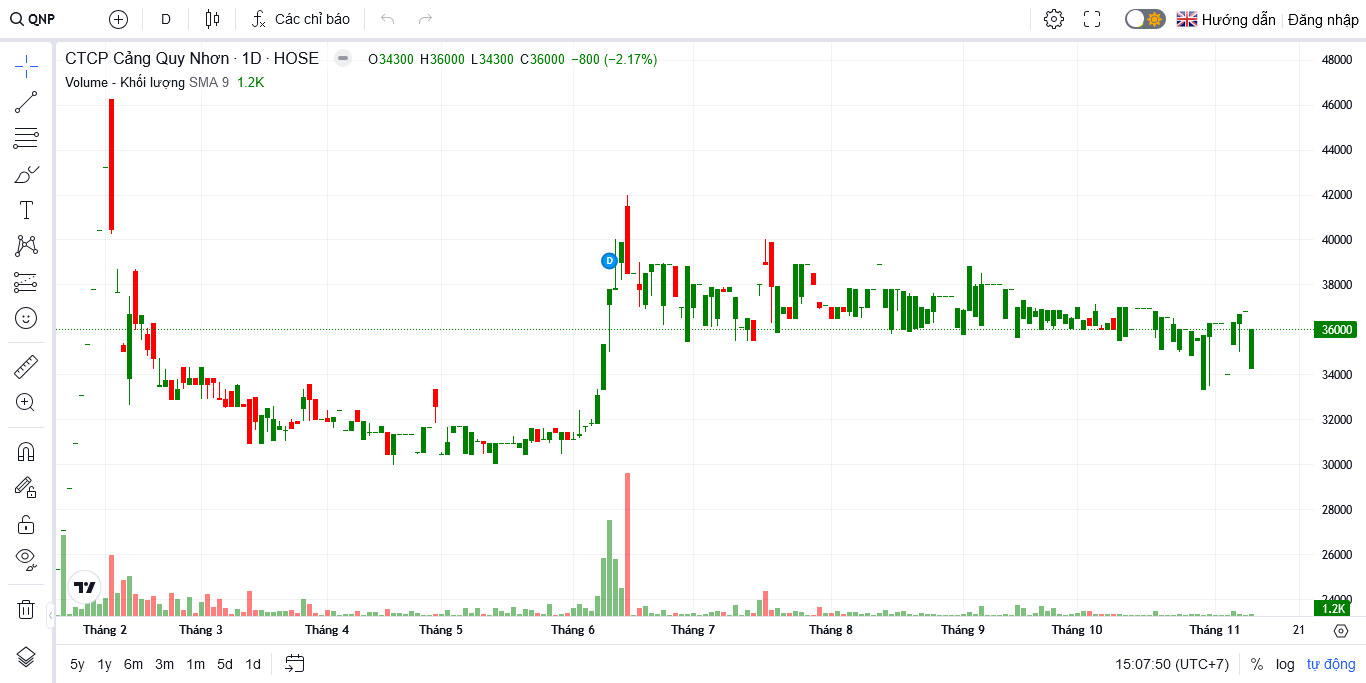 QNP D Các chỉ báo Hướng dẫn Đăng nhập
CTCP Cảng Quy Nhơn · 1D · HOSE O34300 H36000 L34300 C36000 −800 (−2.17%)
Volume - Khối lượng SMA 9 1.2K
48000
46000
44000
42000
40000
D
38000
36000
34000
32000
30000
28000
26000
24000
1.2K
Tháng 2 Tháng 3 Tháng 4 Tháng 5 Tháng 6 Tháng 7 Tháng 8 Tháng 9 Tháng 10 Tháng 11 21
5y 1y 6m 3m 1m 5d 1d 15:07:50 (UTC+7) % log tự động